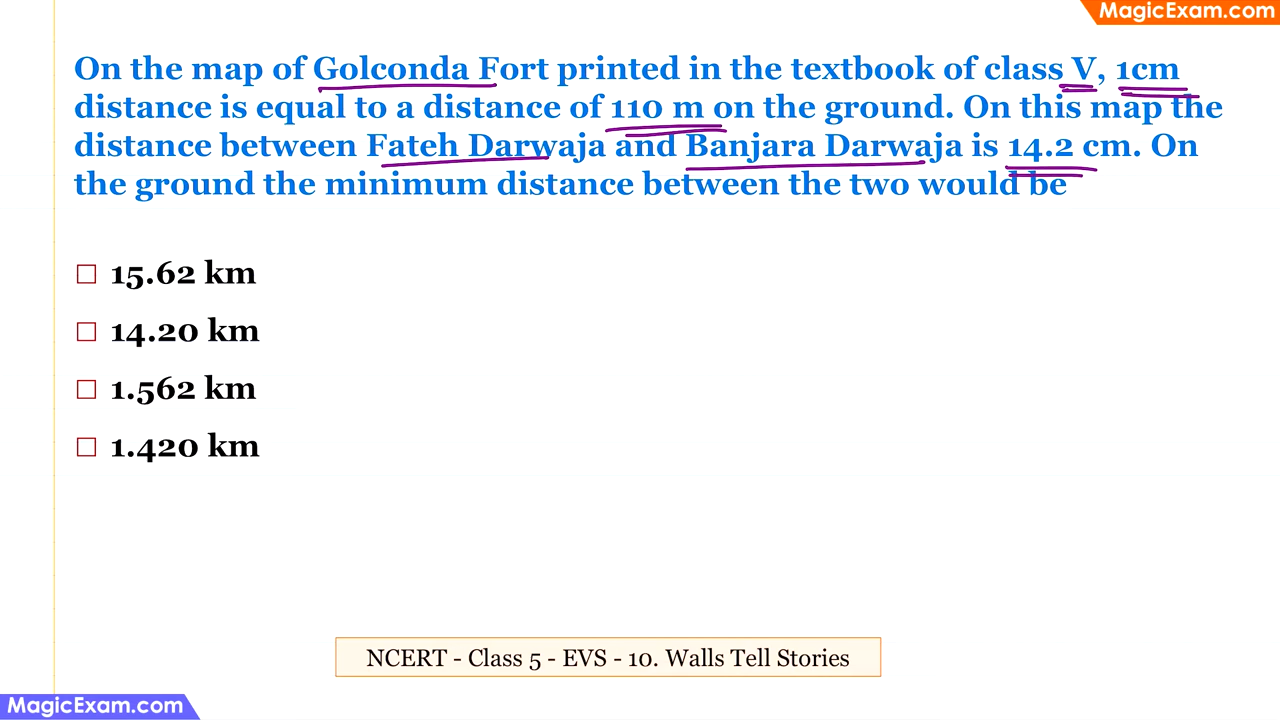 MagicExam.com
On the map of Golconda Fort printed in the textbook of class V, 1cm
distance is equal to a distance of 110 m on the ground. On this map the
distance between Fateh Darwaja and Banjara Darwaja is 14.2 cm. On
the ground the minimum distance between the two would be
15.62 km
14.20 km
1.562 km
1.420 km
NCERT - Class 5 - EVS - 10. Walls Tell Stories
MagicExam.com